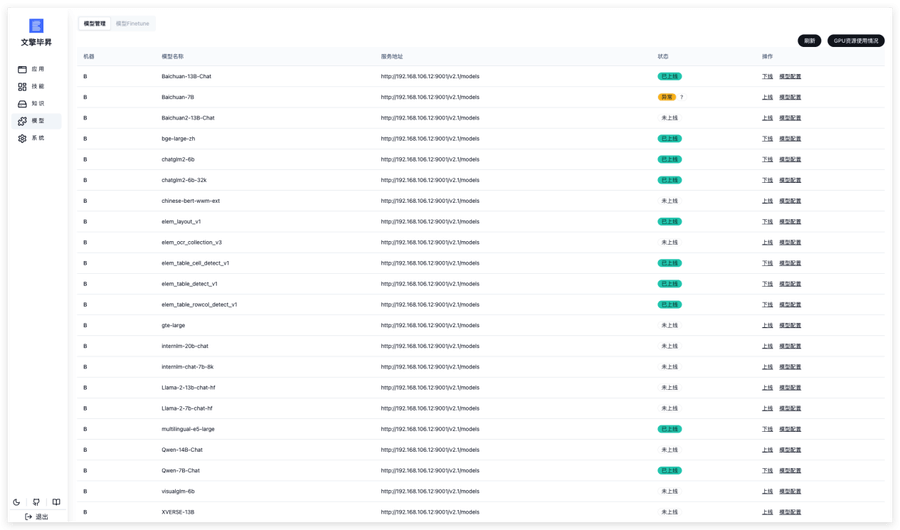 模型管理 模型Finetune
文擎毕昇
刷新 GPU资源使用情况
应用
技能
知识
模型
系统
机器 模型名称 服务地址 状态 操作
B Baichuan-13B-Chat http://192.168.106.12:9001/v2.1/models 已上线 下线 模型配置
B Baichuan-7B http://192.168.106.12:9001/v2.1/models 异常 ? 上线 模型配置
B Baichuan2-13B-Chat http://192.168.106.12:9001/v2.1/models 未上线 上线 模型配置
B bge-large-zh http://192.168.106.12:9001/v2.1/models 已上线 下线 模型配置
B chatglm2-6b http://192.168.106.12:9001/v2.1/models 已上线 下线 模型配置
B chatglm2-6b-32k http://192.168.106.12:9001/v2.1/models 已上线 下线 模型配置
B chinese-bert-wwm-ext http://192.168.106.12:9001/v2.1/models 未上线 上线 模型配置
B elem_layout_v1 http://192.168.106.12:9001/v2.1/models 已上线 下线 模型配置
B elem_ocr_collection_v3 http://192.168.106.12:9001/v2.1/models 未上线 上线 模型配置
B elem_table_cell_detect_v1 http://192.168.106.12:9001/v2.1/models 已上线 下线 模型配置
B elem_table_detect_v1 http://192.168.106.12:9001/v2.1/models 已上线 下线 模型配置
B elem_table_rowcol_detect_v1 http://192.168.106.12:9001/v2.1/models 已上线 下线 模型配置
B gte-large http://192.168.106.12:9001/v2.1/models 未上线 上线 模型配置
B internlm-20b-chat http://192.168.106.12:9001/v2.1/models 未上线 上线 模型配置
B internlm-chat-7b-8k http://192.168.106.12:9001/v2.1/models 未上线 上线 模型配置
B Llama-2-13b-chat-hf http://192.168.106.12:9001/v2.1/models 未上线 上线 模型配置
B Llama-2-7b-chat-hf http://192.168.106.12:9001/v2.1/models 未上线 上线 模型配置
B multilingual-e5-large http://192.168.106.12:9001/v2.1/models 已上线 下线 模型配置
B Qwen-14B-Chat http://192.168.106.12:9001/v2.1/models 未上线 上线 模型配置
B Qwen-7B-Chat http://192.168.106.12:9001/v2.1/models 已上线 下线 模型配置
B visualglm-6b http://192.168.106.12:9001/v2.1/models 未上线 上线 模型配置
B XVERSE-13B http://192.168.106.12:9001/v2.1/models 未上线 上线 模型配置
退出